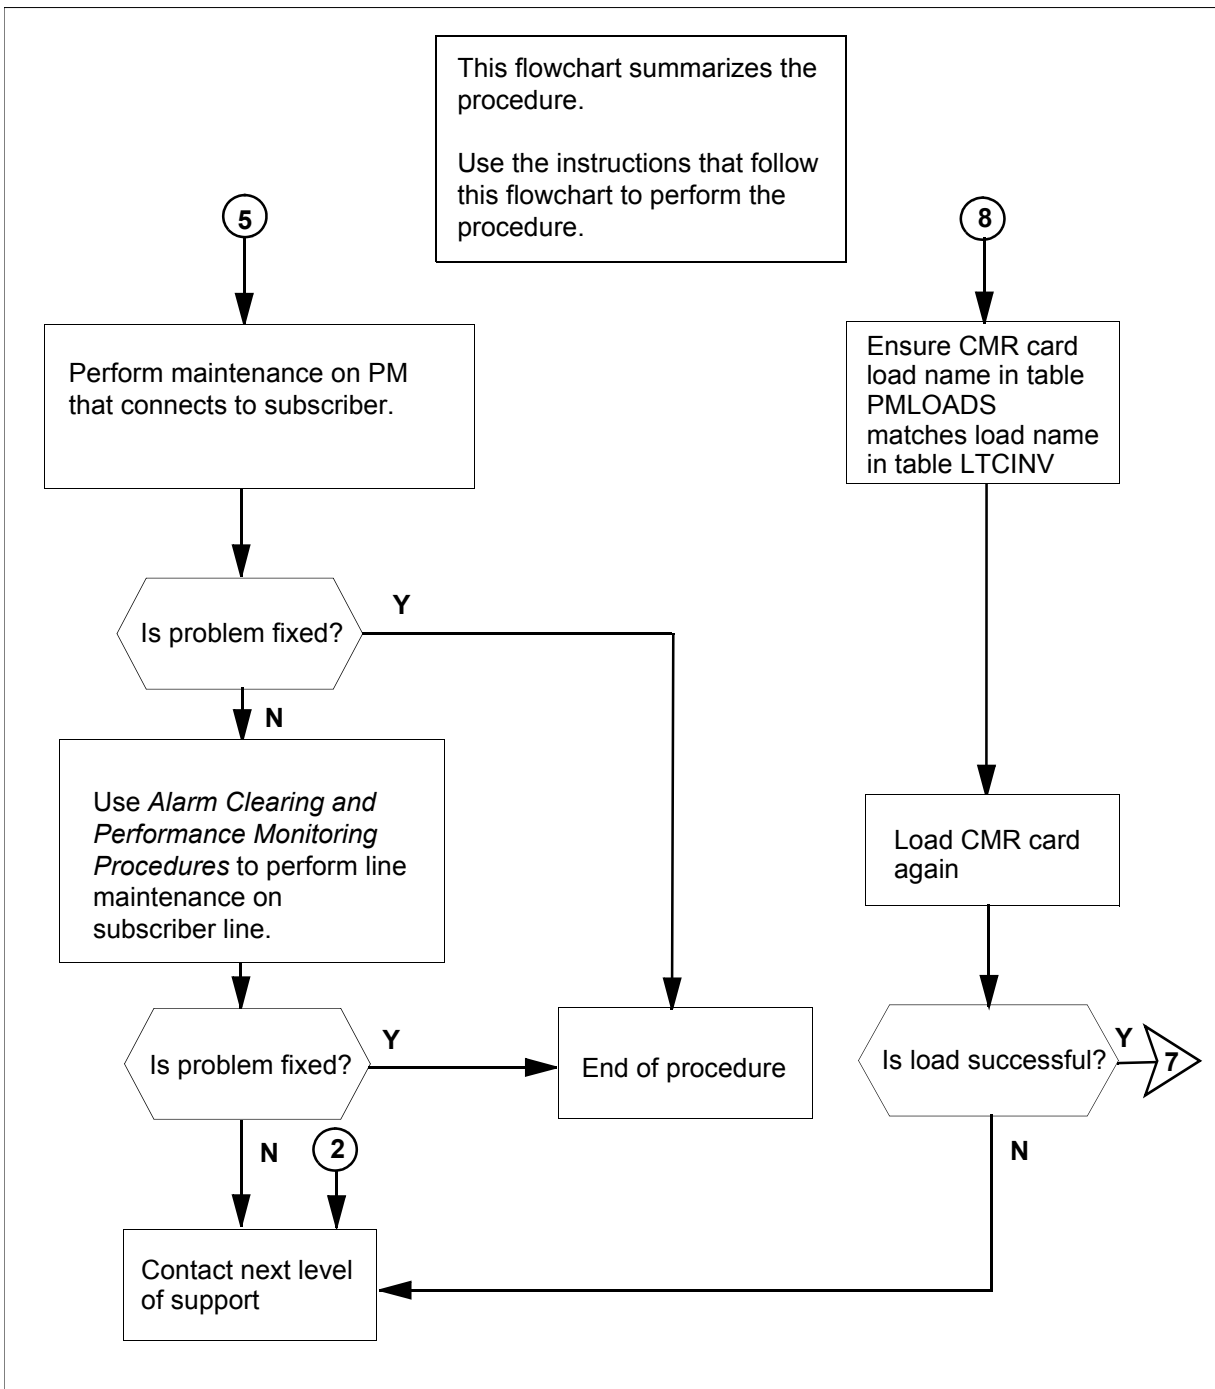 This flowchart summarizes the
procedure.
Use the instructions that follow
this flowchart to perform the
procedure.
5
Perform maintenance on PM
that connects to subscriber.
Is problem fixed?
Y
N
Use Alarm Clearing and
Performance Monitoring
Procedures to perform line
maintenance on
subscriber line.
Is problem fixed?
Y
End of procedure
N
2
Contact next level
of support
8
Ensure CMR card
load name in table
PMLOADS
matches load name
in table LTCINV
Load CMR card
again
Is load successful?
Y
7
N